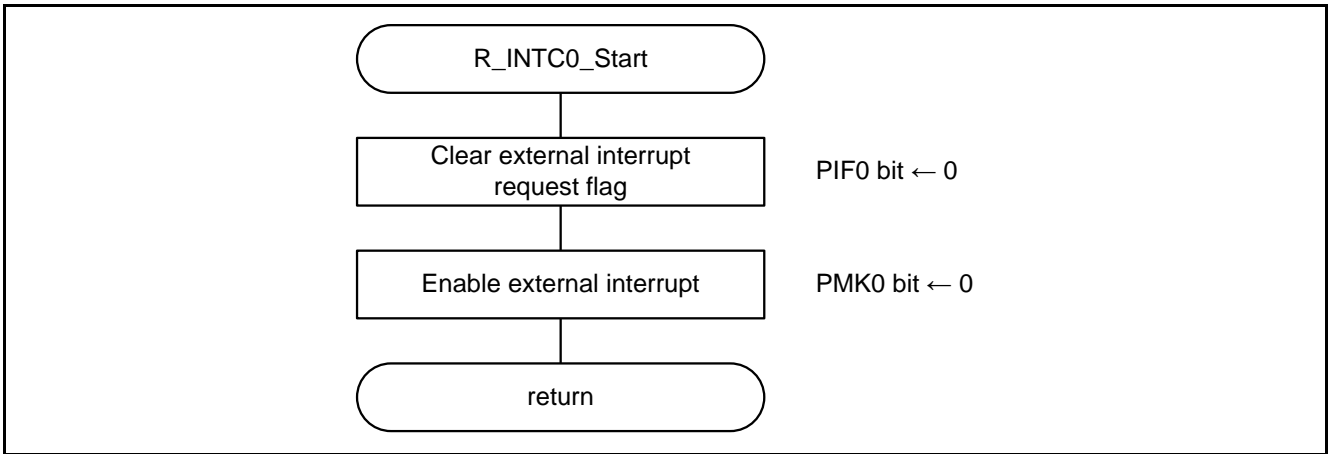 R_INTC0_Start
Clear external interrupt
request flag
PIF0 bit ← 0
Enable external interrupt
PMK0 bit ← 0
return